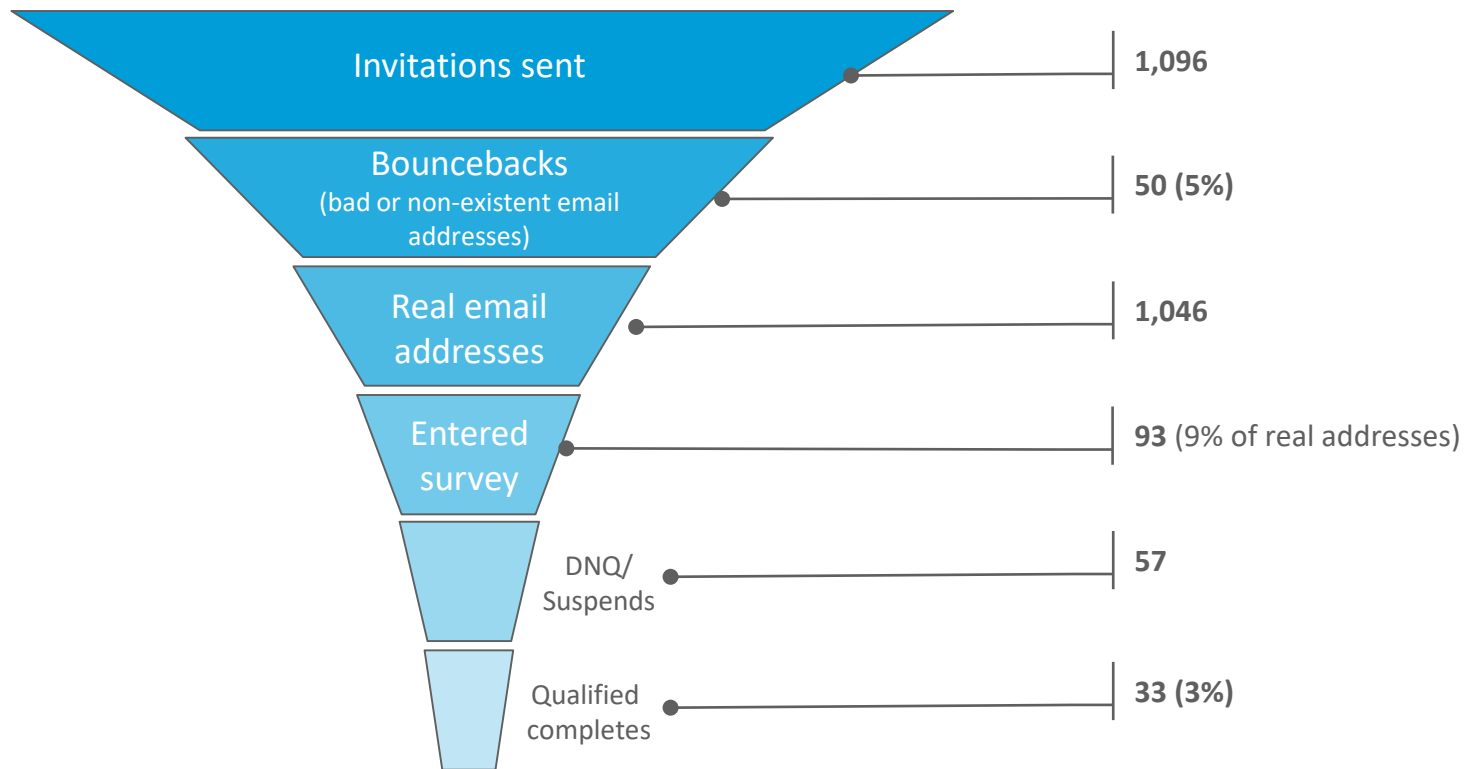 Invitations sent
1,096
Bouncebacks
(bad or non-existent email
addresses)
50 (5%)
Real email
addresses
1,046
Entered
survey
93 (9% of real addresses)
DNQ/
Suspends
57
Qualified
completes
33 (3%)